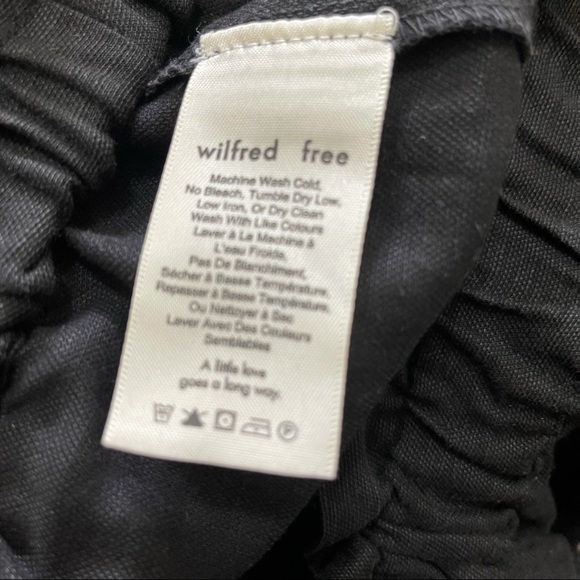 wilfred free
Machine Wash Cold,
No Bleach, Tumble Dry Low,
Low Iron, Or Dry Clean
Wash With Like Colours
Laver à La Machine à
L'eau Froide,
Pas De Blanchiment,
Sécher à Basse Température,
Repasser à Basse Température,
Ou Nettoyer à Sec
Laver Avec Des Couleurs
Semblables
A little love
goes a long way.